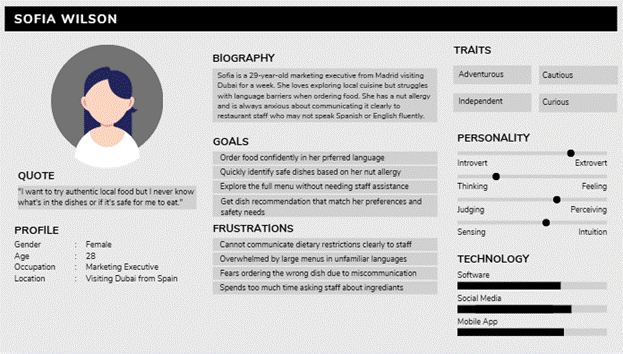 SOFIA WILSON
QUOTE
"I want to try authentic local food but I never know
what's in the dishes or if it's safe for me to eat."
PROFILE
Gender : Female
Age : 28
Occupation : Marketing Executive
Location : Visiting Dubai from Spain
BIOGRAPHY
Sofia is a 29-year-old marketing executive from Madrid visiting
Dubai for a week. She loves exploring local cuisine but struggles
with language barriers when ordering food. She has a nut allergy
and is always anxious about communicating it clearly to
restaurant staff who may not speak Spanish or English fluently.
GOALS
Order food confidently in her prferred language
Quickly identify safe dishes based on her nut allergy
Explore the full menu without needing staff assistance
Get dish recommendation that match her preferences and
safety needs
FRUSTRATIONS
Cannot communicate dietary restrictions clearly to staff
Overwhelmed by large menus in unfamiliar languages
Fears ordering the wrong dish due to miscommunication
Spends too much time asking staff about ingrediants
TRAITS
Adventurous Cautious
Independent Curious
PERSONALITY
Introvert Extrovert
Thinking Feeling
Judging Perceiving
Sensing Intuition
TECHNOLOGY
Software
Social Media
Mobile App